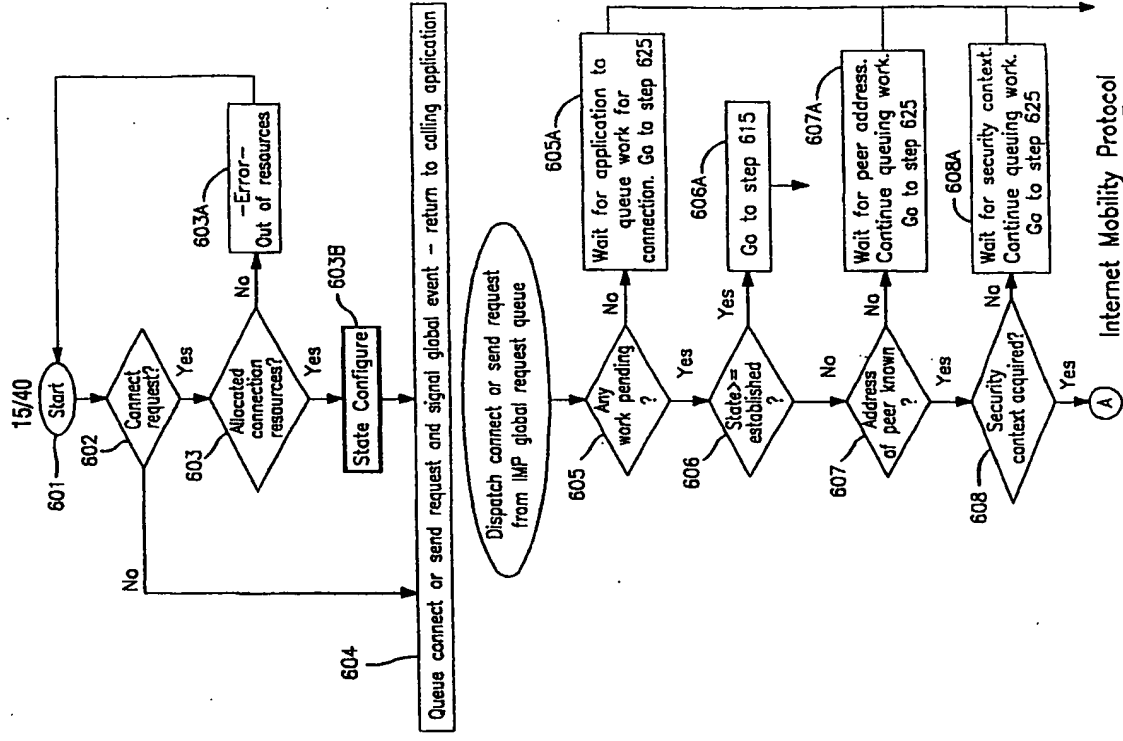 15/40
601
Start
602
Connect
request?
No
Yes
603
Allocated
connection
resources?
No
603A
-Error-
Out of resources
Yes
603B
State Configure
604
Queue connect or send request and signal global event – return to calling application
Dispatch connect or send request
from IMP global request queue
605
Any
work pending
?
No
605A
Wait for application to
queue work for
connection. Go to step 625
Yes
606
State>=
established
?
Yes
606A
Go to step 615
No
607
Address
of peer known
?
No
607A
Wait for peer address.
Continue queuing work.
Go to step 625
Yes
608
Security
context acquired?
No
608A
Wait for security context.
Continue queuing work.
Go to step 625
Yes
A
Internet Mobility Protocol